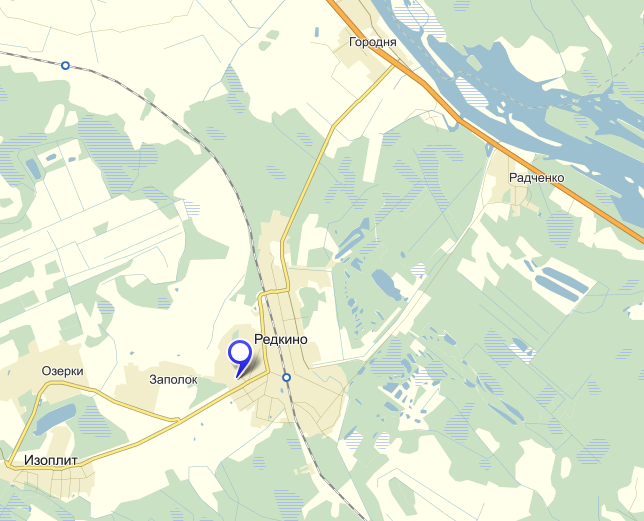 Городня
Радченко
Редкино
Озерки
Заполок
Изоплит